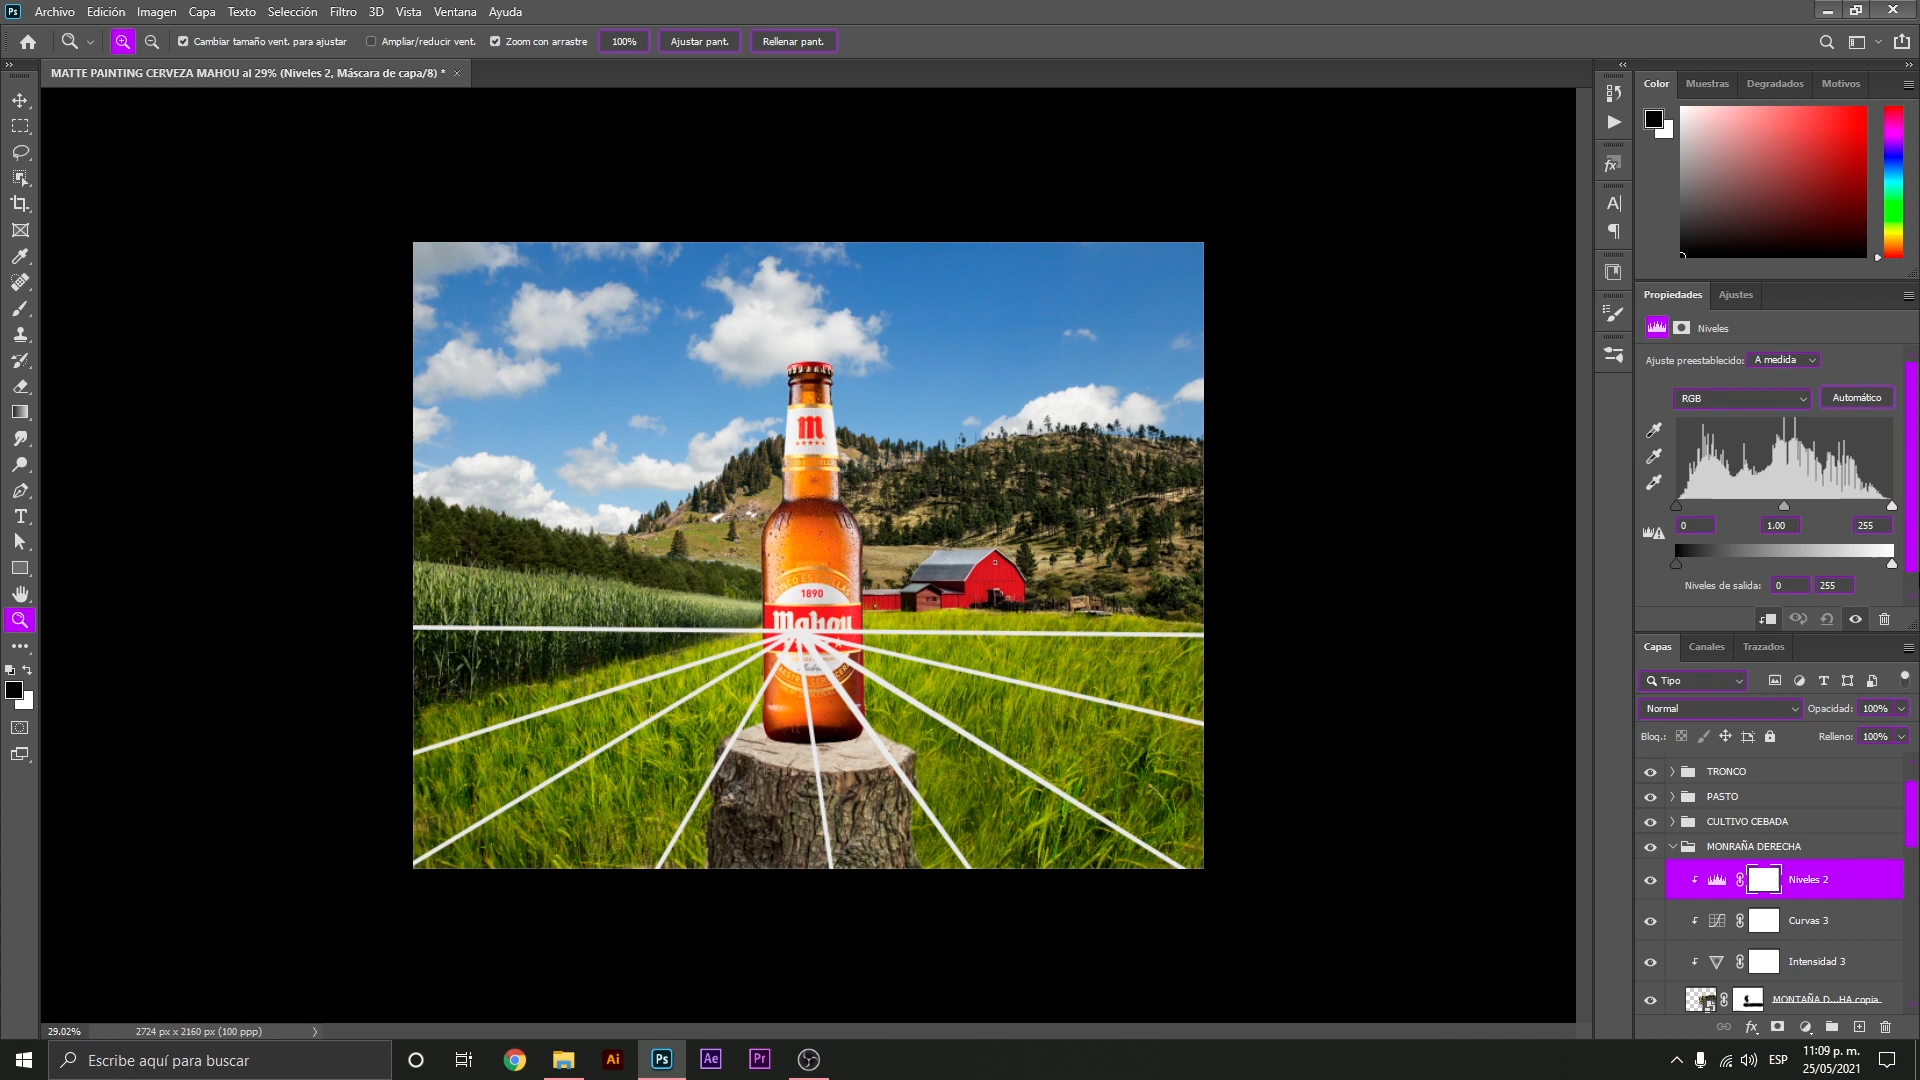 Ps Archivo Edición Imagen Capa Texto Selección Filtro 3D Vista Ventana Ayuda
Cambiar tamaño vent. para ajustar Ampliar/reducir vent. Zoom con arrastre 100% Ajustar pant. Rellenar pant.
MATTE PAINTING CERVEZA MAHOU al 29% (Niveles 2, Máscara de capa/8) *
Color Muestras Degradados Motivos
Propiedades Ajustes
Niveles
Ajuste preestablecido: A medida
RGB Automático
0 1.00 255
Niveles de salida: 0 255
m
1890
Mahou
Capas Canales Trazados
Tipo
Normal Opacidad: 100%
Bloq.: Relleno: 100%
TRONCO
PASTO
CULTIVO CEBADA
MONRAÑA DERECHA
Niveles 2
Curvas 3
Intensidad 3
MONTAÑA D...HA copia
29.02% 2724 px x 2160 px (100 ppp)
Escribe aquí para buscar Ai Ps Ae Pr ESP 11:09 p. m.
25/05/2021